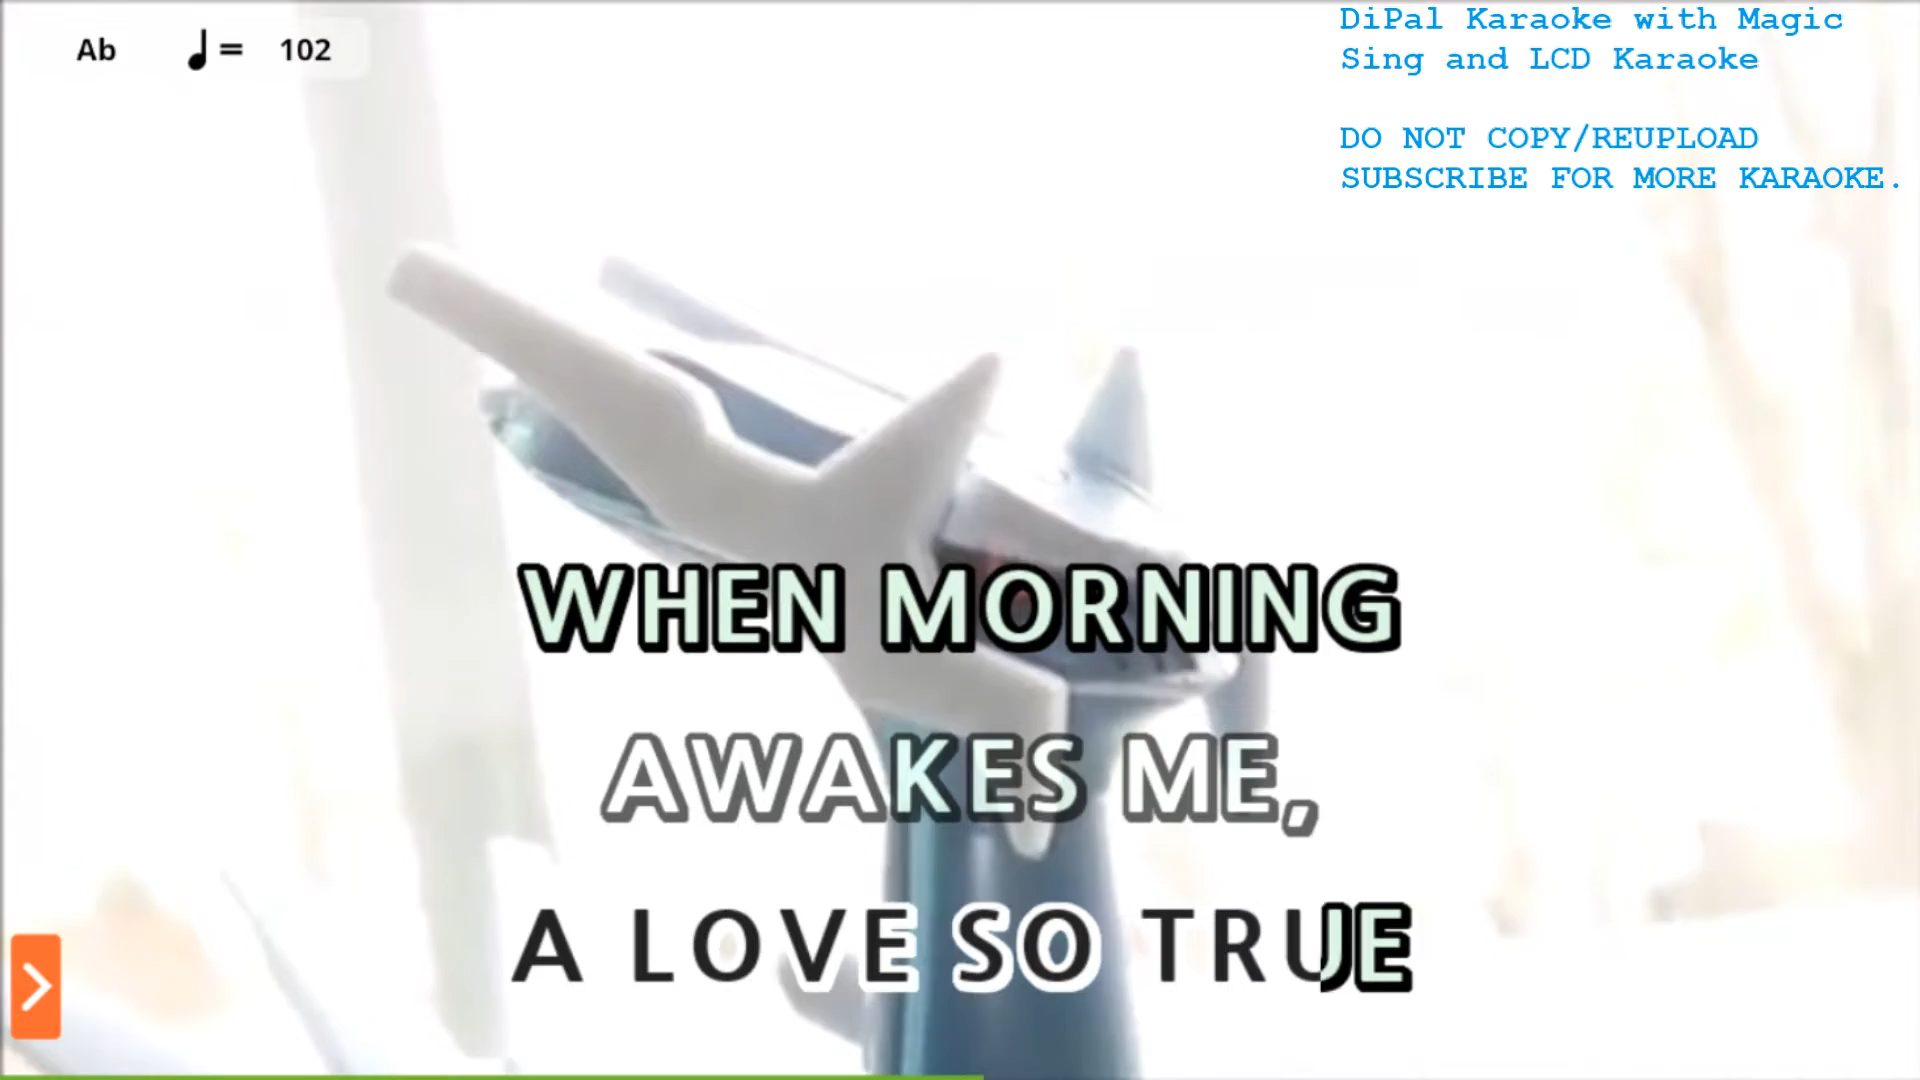 Ab ♩= 102
DiPal Karaoke with Magic
Sing and LCD Karaoke
DO NOT COPY/REUPLOAD
SUBSCRIBE FOR MORE KARAOKE.
WHEN MORNING
AWAKES ME,
A LOVE SO TRUE